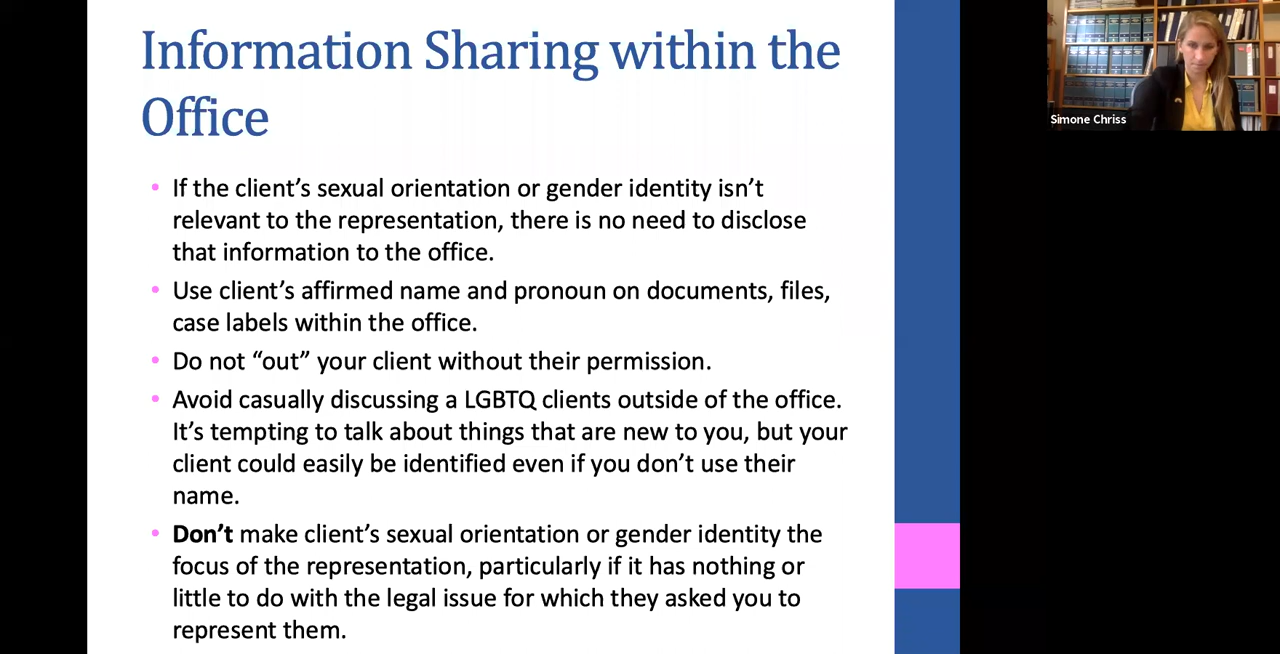 Information Sharing within the
Office
• If the client’s sexual orientation or gender identity isn’t
relevant to the representation, there is no need to disclose
that information to the office.
• Use client’s affirmed name and pronoun on documents, files,
case labels within the office.
• Do not “out” your client without their permission.
• Avoid casually discussing a LGBTQ clients outside of the office.
It’s tempting to talk about things that are new to you, but your
client could easily be identified even if you don’t use their
name.
• Don’t make client’s sexual orientation or gender identity the
focus of the representation, particularly if it has nothing or
little to do with the legal issue for which they asked you to
represent them.
Simone Chriss